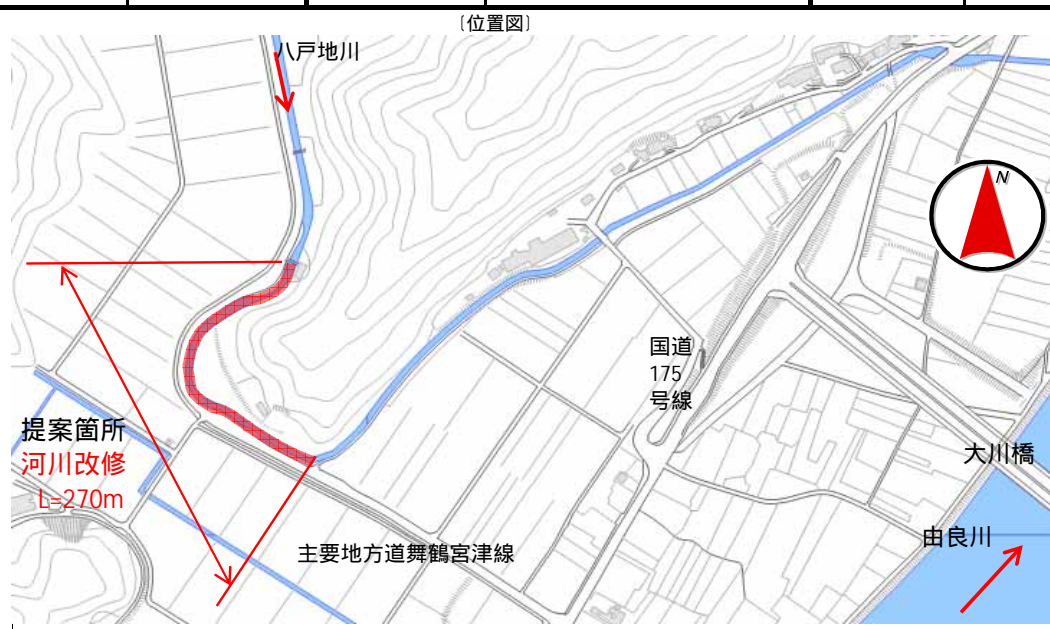 〔位置図〕
八戸地川
N
国道
175
号線
提案箇所
河川改修
L=270m
大川橋
由良川
主要地方道舞鶴宮津線